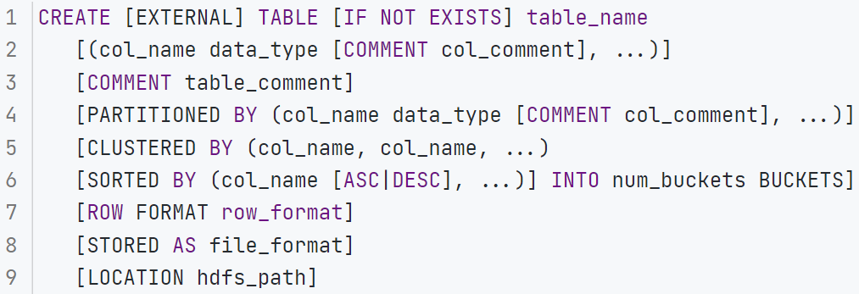 1 CREATE [EXTERNAL] TABLE [IF NOT EXISTS] table_name
2 [(col_name data_type [COMMENT col_comment], ...)]
3 [COMMENT table_comment]
4 [PARTITIONED BY (col_name data_type [COMMENT col_comment], ...)]
5 [CLUSTERED BY (col_name, col_name, ...)
6 [SORTED BY (col_name [ASC|DESC], ...)] INTO num_buckets BUCKETS]
7 [ROW FORMAT row_format]
8 [STORED AS file_format]
9 [LOCATION hdfs_path]